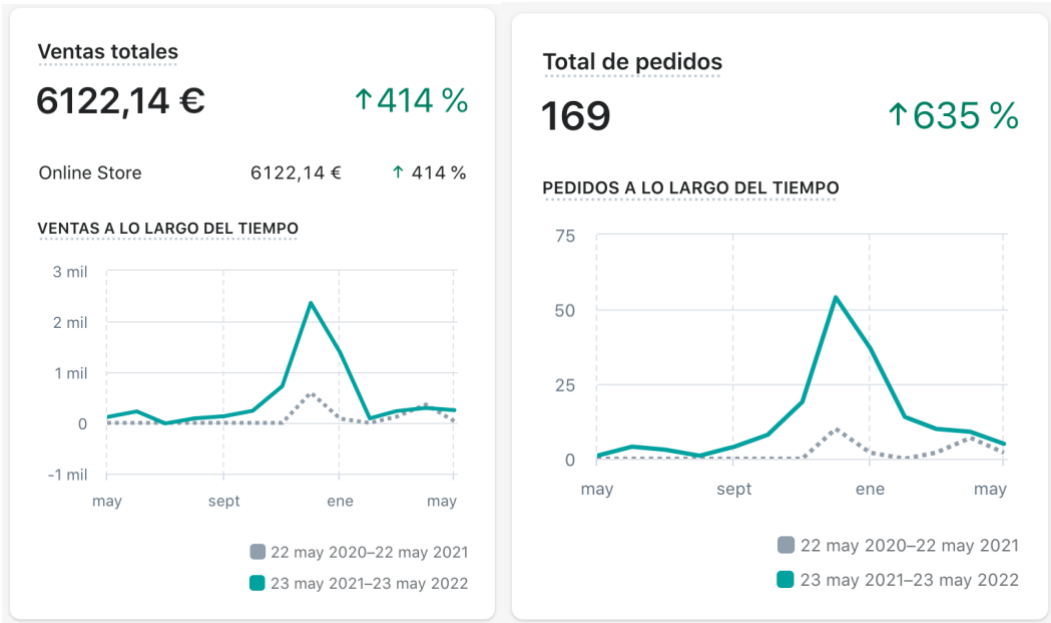 Ventas totales
6122,14 €
↑414 %
Online Store 6122,14 € ↑ 414 %
VENTAS A LO LARGO DEL TIEMPO
3 mil
2 mil
1 mil
0
-1 mil
may sept ene may
22 may 2020–22 may 2021
23 may 2021–23 may 2022
Total de pedidos
169
↑635 %
PEDIDOS A LO LARGO DEL TIEMPO
75
50
25
0
may sept ene may
22 may 2020–22 may 2021
23 may 2021–23 may 2022